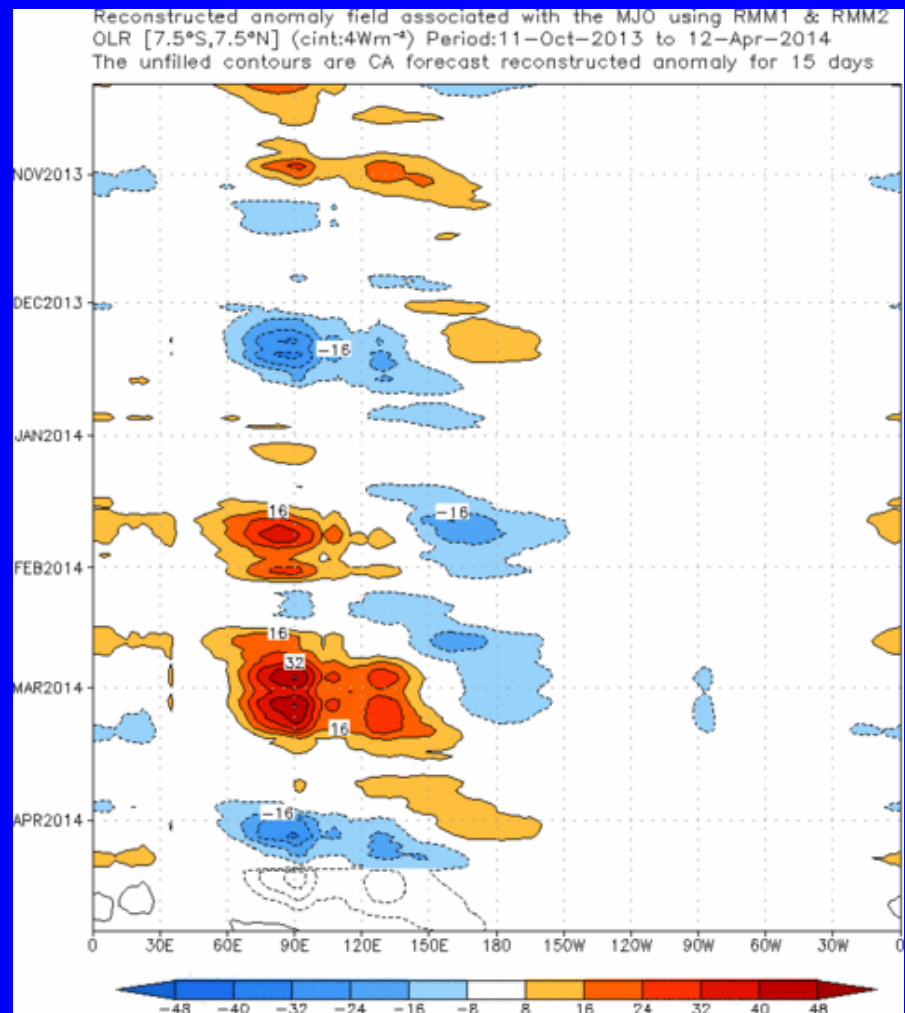 Reconstructed anomaly field associated with the MJO using RMM1 & RMM2
OLR [7.5°S,7.5°N] (cint:4Wm⁻²) Period:11-Oct-2013 to 12-Apr-2014
The unfilled contours are CA forecast reconstructed anomaly for 15 days
NOV2013
DEC2013
-16
JAN2014
16
-16
FEB2014
16
32
MAR2014
16
-16
APR2014
0 30E 60E 90E 120E 150E 180 150W 120W 90W 60W 30W 0
-48 -40 -32 -24 -16 -8 8 16 24 32 40 48